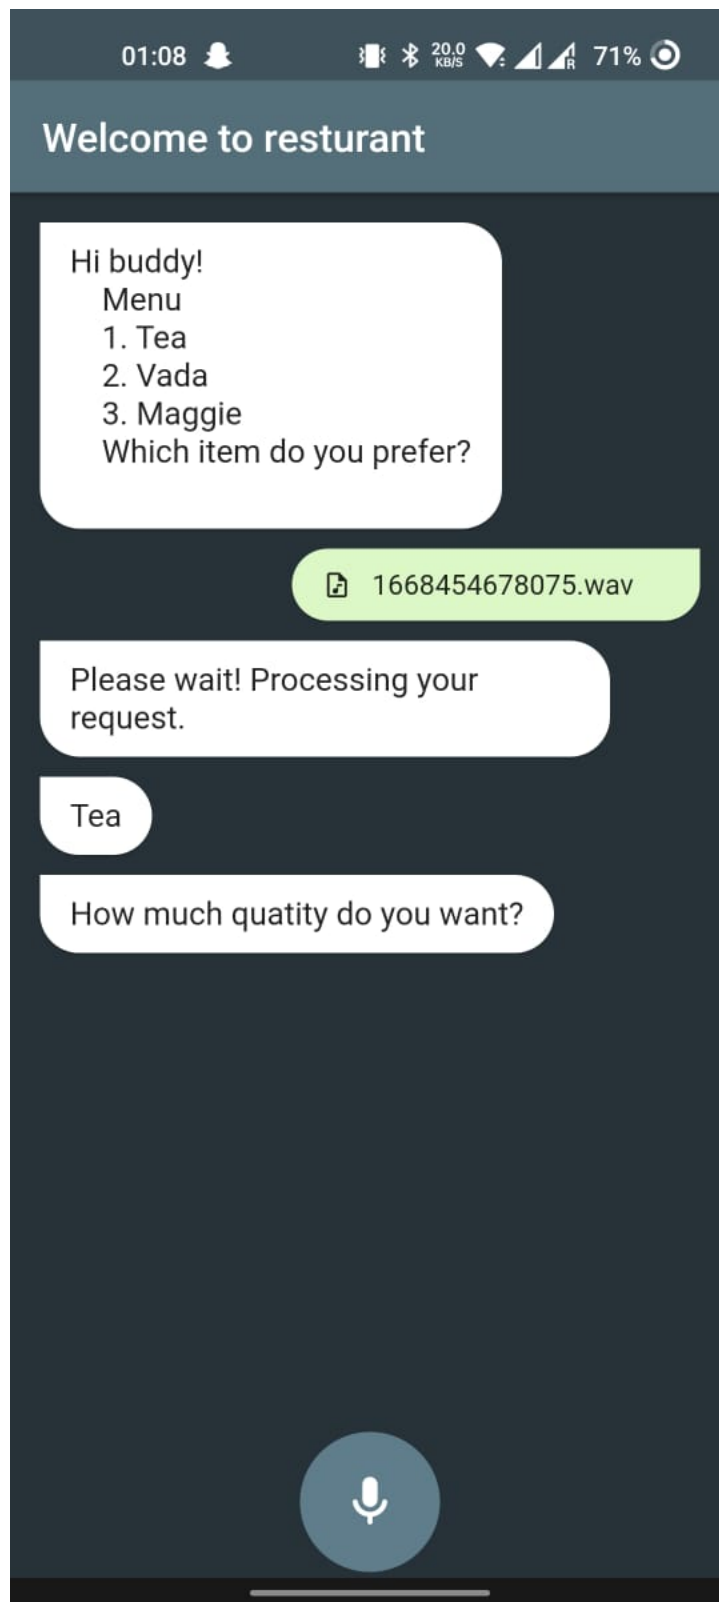 01:08 20.0 KB/S R 71%
Welcome to resturant
Hi buddy!
Menu
1. Tea
2. Vada
3. Maggie
Which item do you prefer?
1668454678075.wav
Please wait! Processing your
request.
Tea
How much quatity do you want?